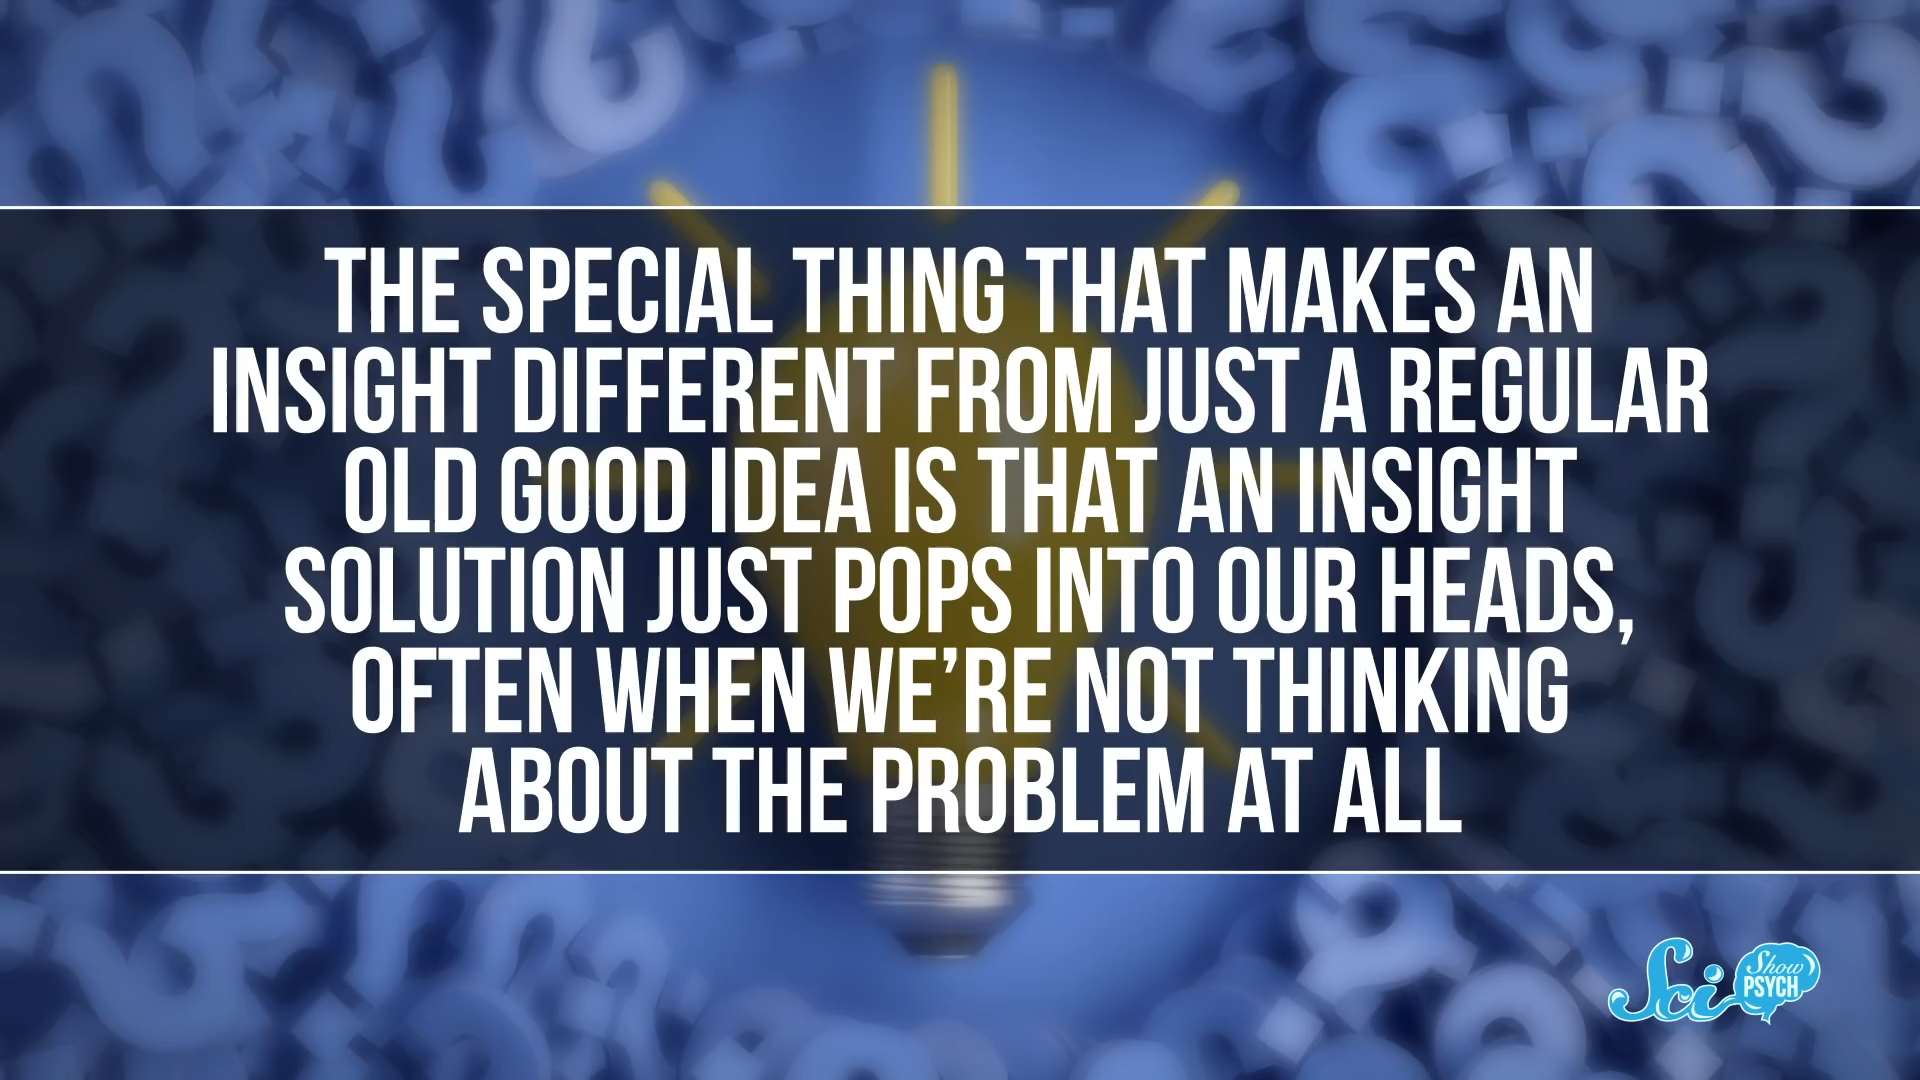 THE SPECIAL THING THAT MAKES AN
INSIGHT DIFFERENT FROM JUST A REGULAR
OLD GOOD IDEA IS THAT AN INSIGHT
SOLUTION JUST POPS INTO OUR HEADS,
OFTEN WHEN WE’RE NOT THINKING
ABOUT THE PROBLEM AT ALL
Sci Show
PSYCH